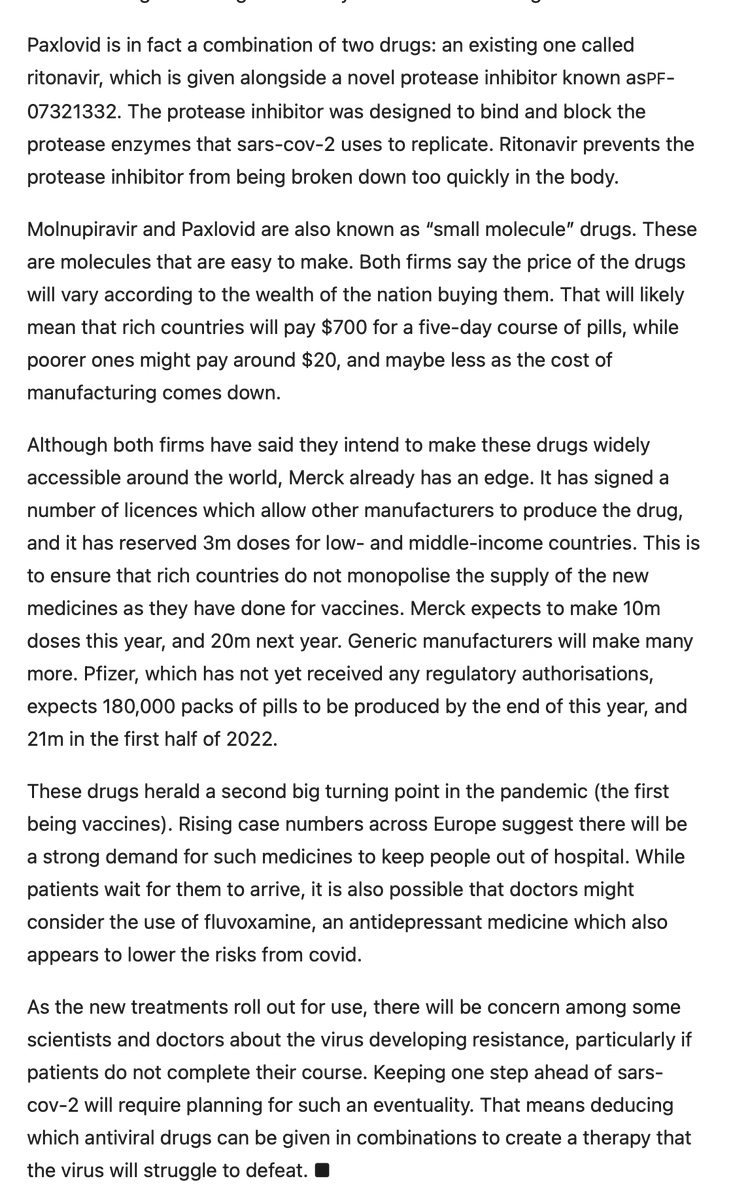 Paxlovid is in fact a combination of two drugs: an existing one called
ritonavir, which is given alongside a novel protease inhibitor known asPF-
07321332. The protease inhibitor was designed to bind and block the
protease enzymes that sars-cov-2 uses to replicate. Ritonavir prevents the
protease inhibitor from being broken down too quickly in the body.
Molnupiravir and Paxlovid are also known as “small molecule” drugs. These
are molecules that are easy to make. Both firms say the price of the drugs
will vary according to the wealth of the nation buying them. That will likely
mean that rich countries will pay $700 for a five-day course of pills, while
poorer ones might pay around $20, and maybe less as the cost of
manufacturing comes down.
Although both firms have said they intend to make these drugs widely
accessible around the world, Merck already has an edge. It has signed a
number of licences which allow other manufacturers to produce the drug,
and it has reserved 3m doses for low- and middle-income countries. This is
to ensure that rich countries do not monopolise the supply of the new
medicines as they have done for vaccines. Merck expects to make 10m
doses this year, and 20m next year. Generic manufacturers will make many
more. Pfizer, which has not yet received any regulatory authorisations,
expects 180,000 packs of pills to be produced by the end of this year, and
21m in the first half of 2022.
These drugs herald a second big turning point in the pandemic (the first
being vaccines). Rising case numbers across Europe suggest there will be
a strong demand for such medicines to keep people out of hospital. While
patients wait for them to arrive, it is also possible that doctors might
consider the use of fluvoxamine, an antidepressant medicine which also
appears to lower the risks from covid.
As the new treatments roll out for use, there will be concern among some
scientists and doctors about the virus developing resistance, particularly if
patients do not complete their course. Keeping one step ahead of sars-
cov-2 will require planning for such an eventuality. That means deducing
which antiviral drugs can be given in combinations to create a therapy that
the virus will struggle to defeat. ■